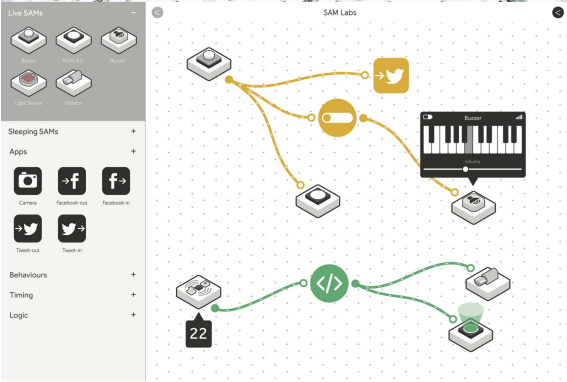 Live SAMs
SAM Labs
Button
RGB LED
Buzzer
Light Sensor
Vibrator
Sleeping SAMs
Apps
Camera
Facebook-out
Facebook-in
Tweet-out
Tweet-in
Behaviours
Timing
Logic
Buzzer
Volume
</>
22